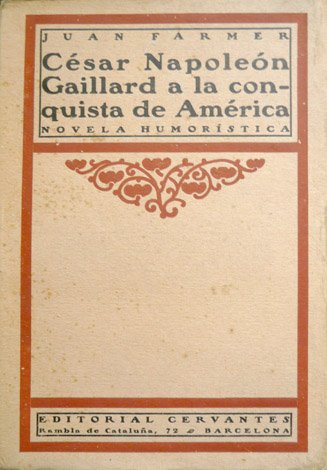 JUAN FARMER
César Napoleón
Gaillard a la con-
quista de América
NOVELA HUMORÍSTICA
EDITORIAL CERVANTES
Rambla de Cataluña, 72 BARCELONA